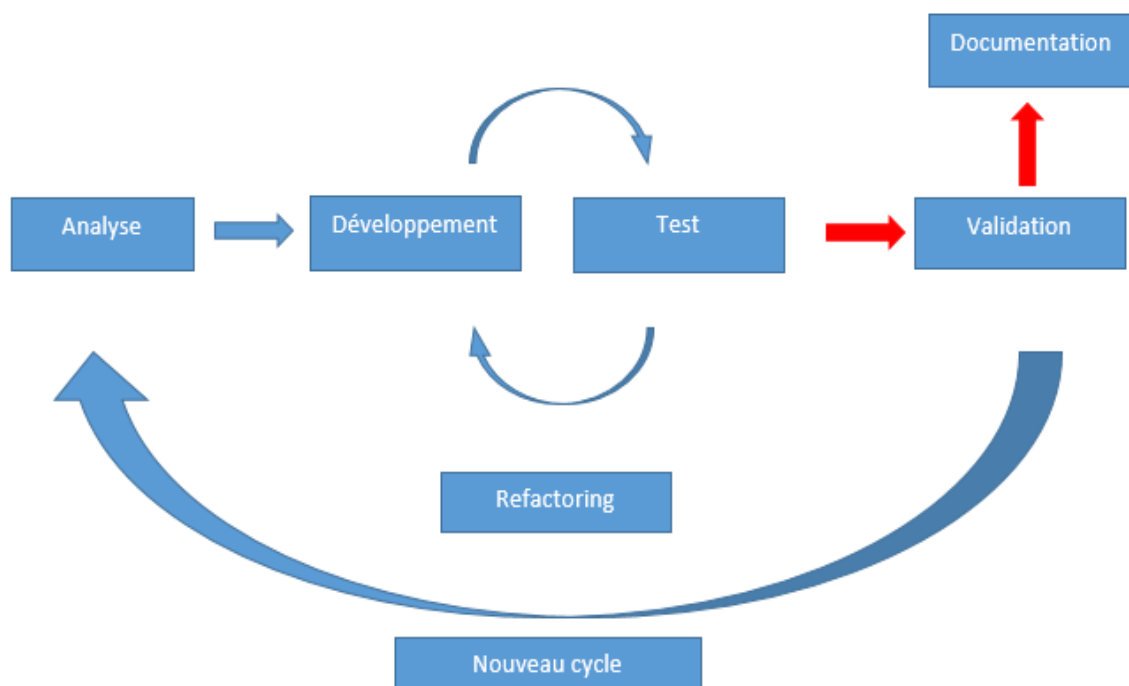 Documentation
Analyse
Développement
Test
Validation
Refactoring
Nouveau cycle